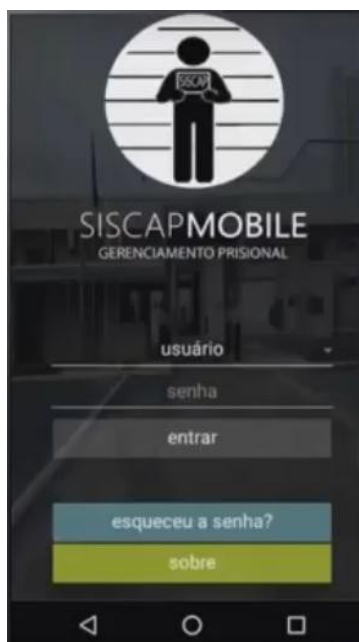 SISCAP
SISCAPMOBILE
GERENCIAMENTO PRISIONAL
usuário
senha
entrar
esqueceu a senha?
sobre